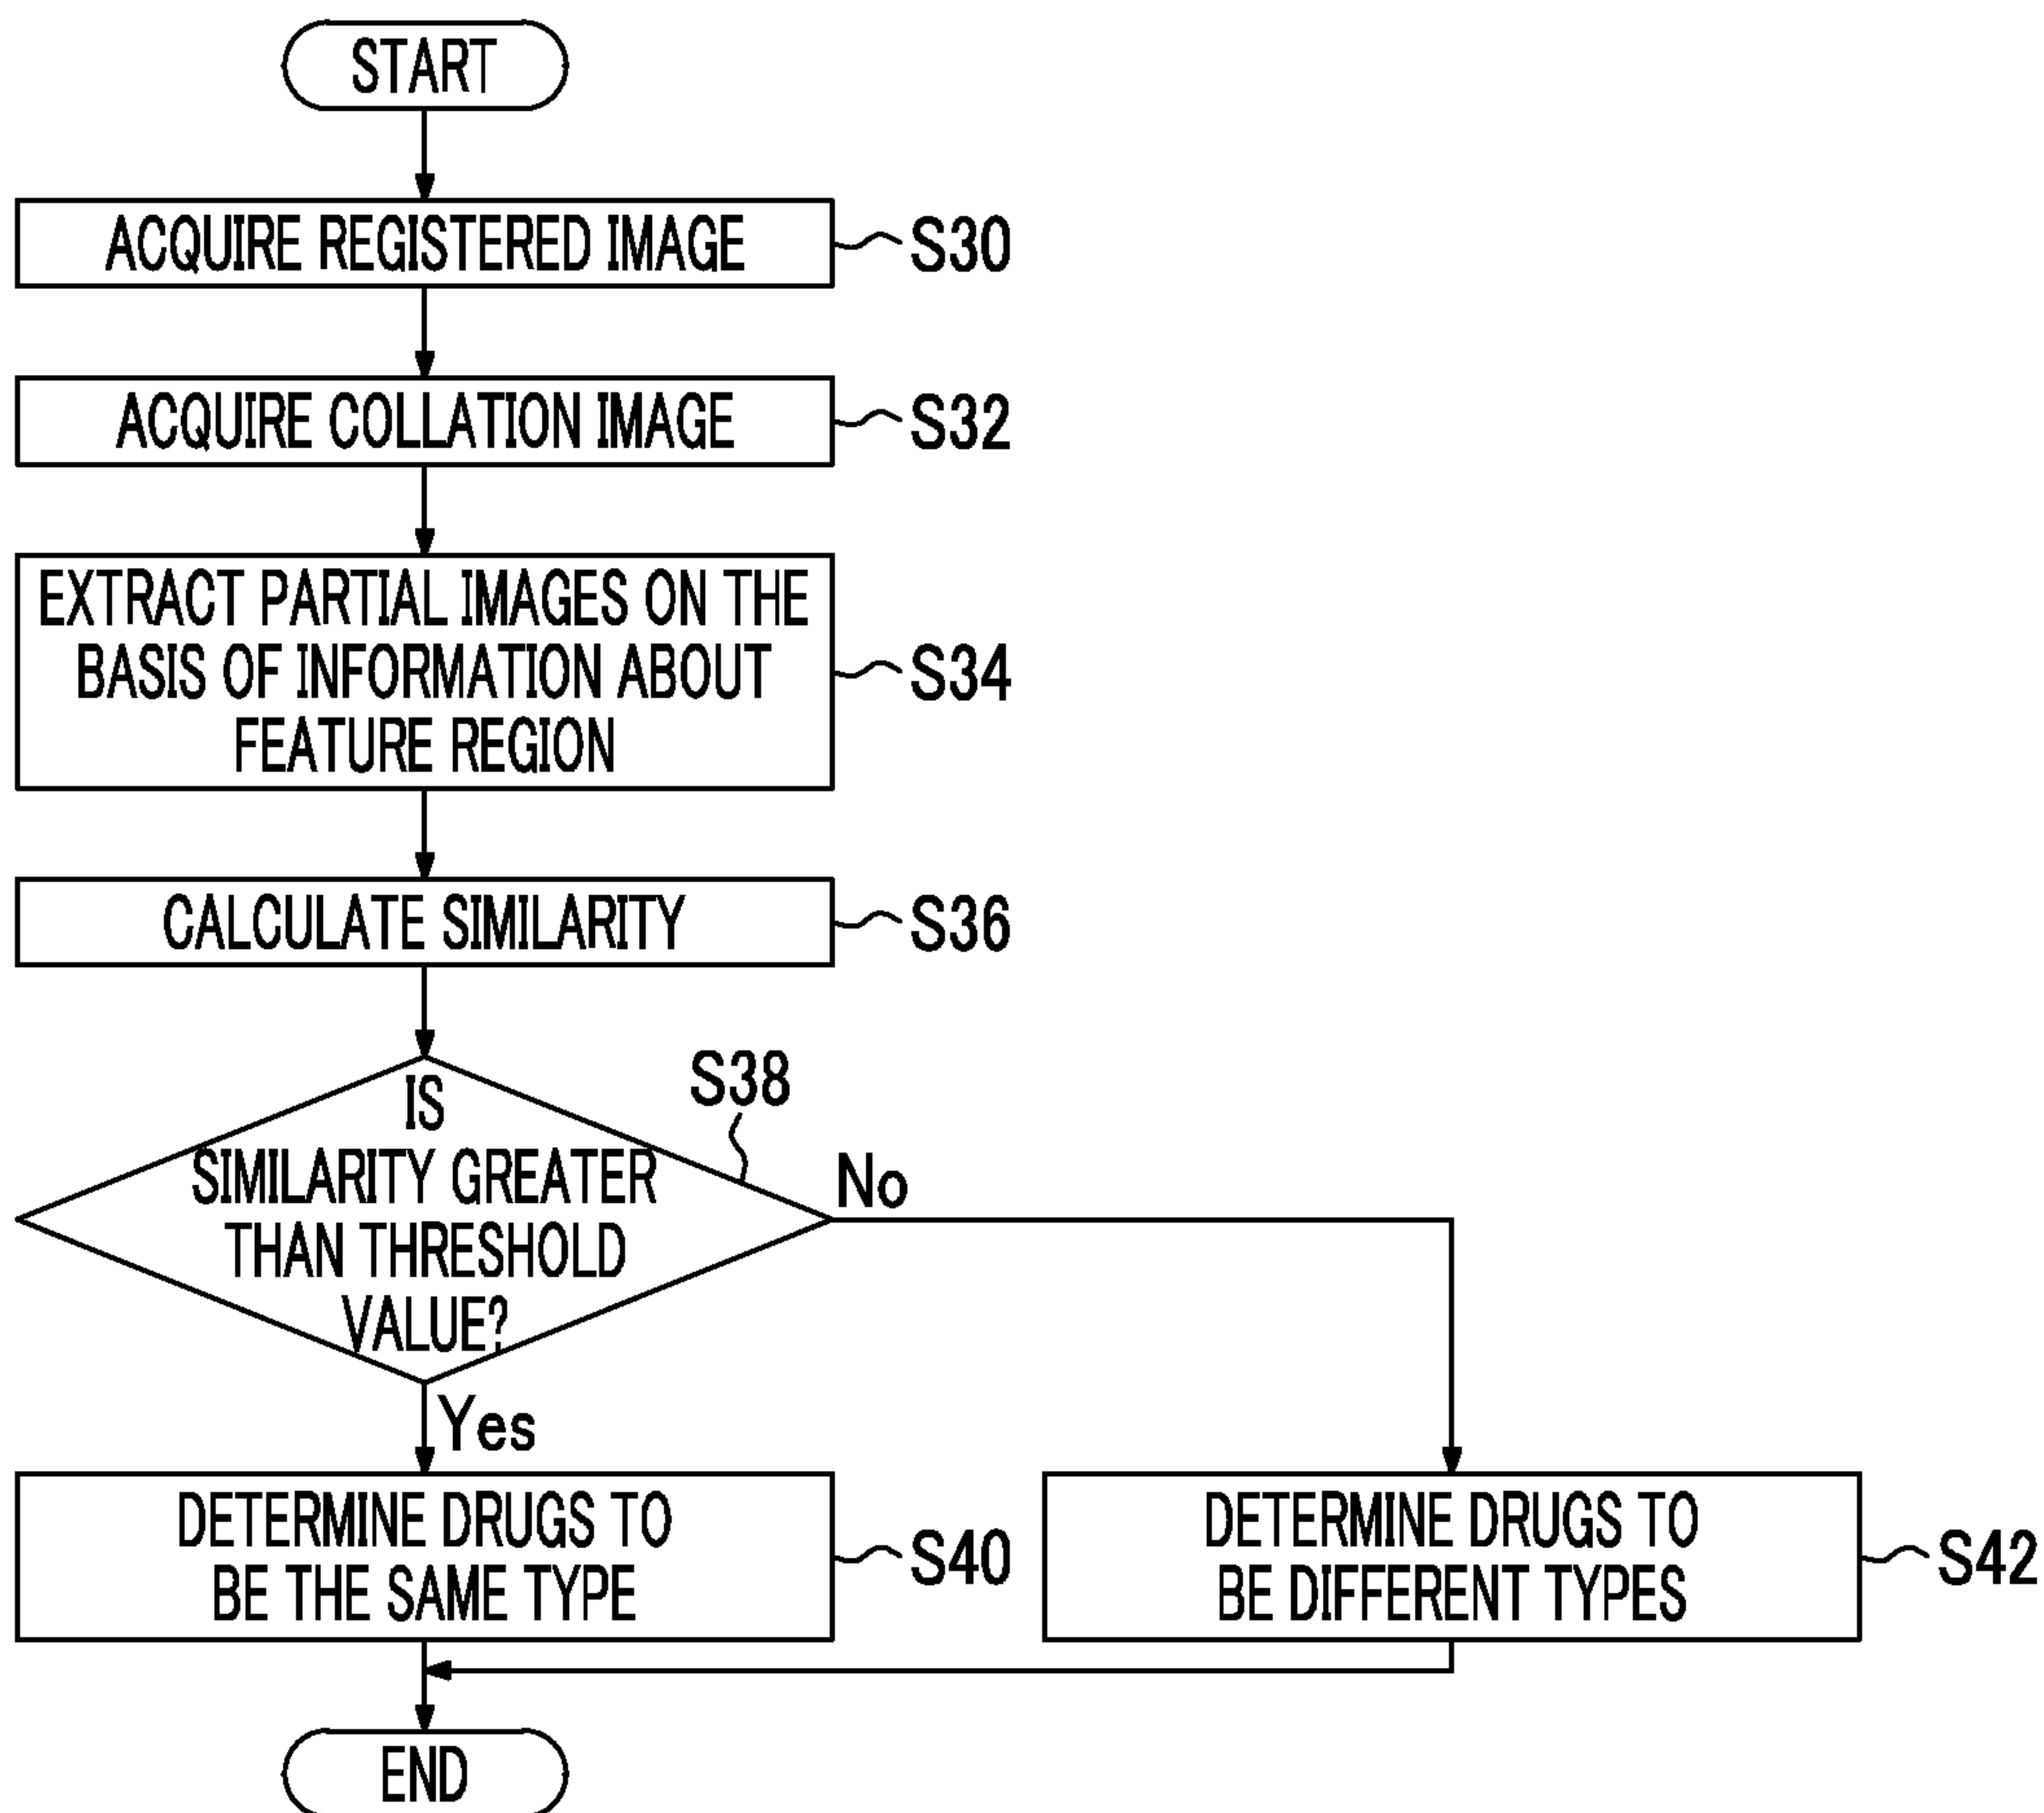 START
ACQUIRE REGISTERED IMAGE
S30
ACQUIRE COLLATION IMAGE
S32
EXTRACT PARTIAL IMAGES ON THE
BASIS OF INFORMATION ABOUT
FEATURE REGION
S34
CALCULATE SIMILARITY
S36
IS
SIMILARITY GREATER
THAN THRESHOLD
VALUE?
S38
No
Yes
DETERMINE DRUGS TO
BE THE SAME TYPE
S40
DETERMINE DRUGS TO
BE DIFFERENT TYPES
S42
END